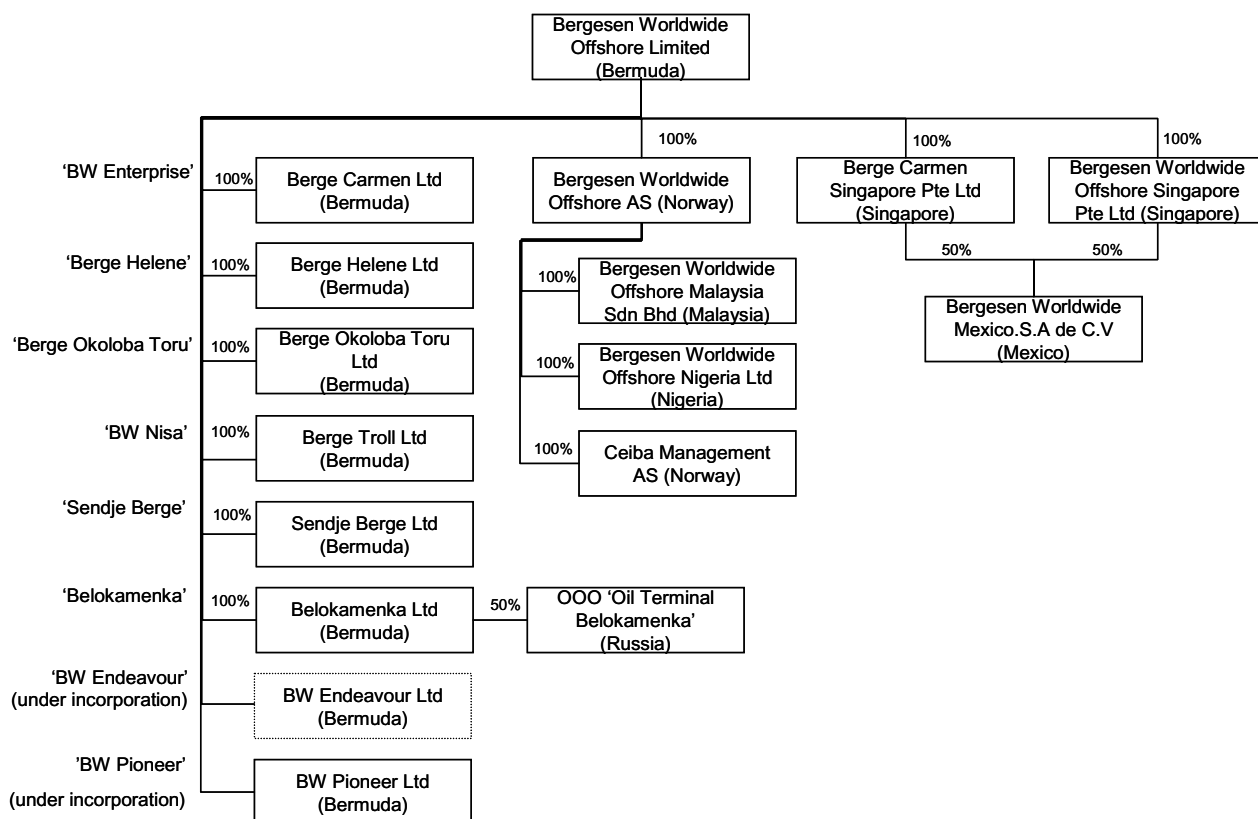 Bergesen Worldwide
Offshore Limited
(Bermuda)
100%
100%
100%
'BW Enterprise'
100%
Berge Carmen Ltd
(Bermuda)
Bergesen Worldwide
Offshore AS (Norway)
Berge Carmen
Singapore Pte Ltd
(Singapore)
Bergesen Worldwide
Offshore Singapore
Pte Ltd (Singapore)
50%
50%
'Berge Helene'
100%
Berge Helene Ltd
(Bermuda)
100%
Bergesen Worldwide
Offshore Malaysia
Sdn Bhd (Malaysia)
Bergesen Worldwide
Mexico.S.A de C.V
(Mexico)
'Berge Okoloba Toru'
100%
Berge Okoloba Toru
Ltd
(Bermuda)
100%
Bergesen Worldwide
Offshore Nigeria Ltd
(Nigeria)
'BW Nisa'
100%
Berge Troll Ltd
(Bermuda)
100%
Ceiba Management
AS (Norway)
'Sendje Berge'
100%
Sendje Berge Ltd
(Bermuda)
'Belokamenka'
100%
Belokamenka Ltd
(Bermuda)
50%
OOO 'Oil Terminal
Belokamenka'
(Russia)
'BW Endeavour'
(under incorporation)
BW Endeavour Ltd
(Bermuda)
'BW Pioneer'
(under incorporation)
BW Pioneer Ltd
(Bermuda)